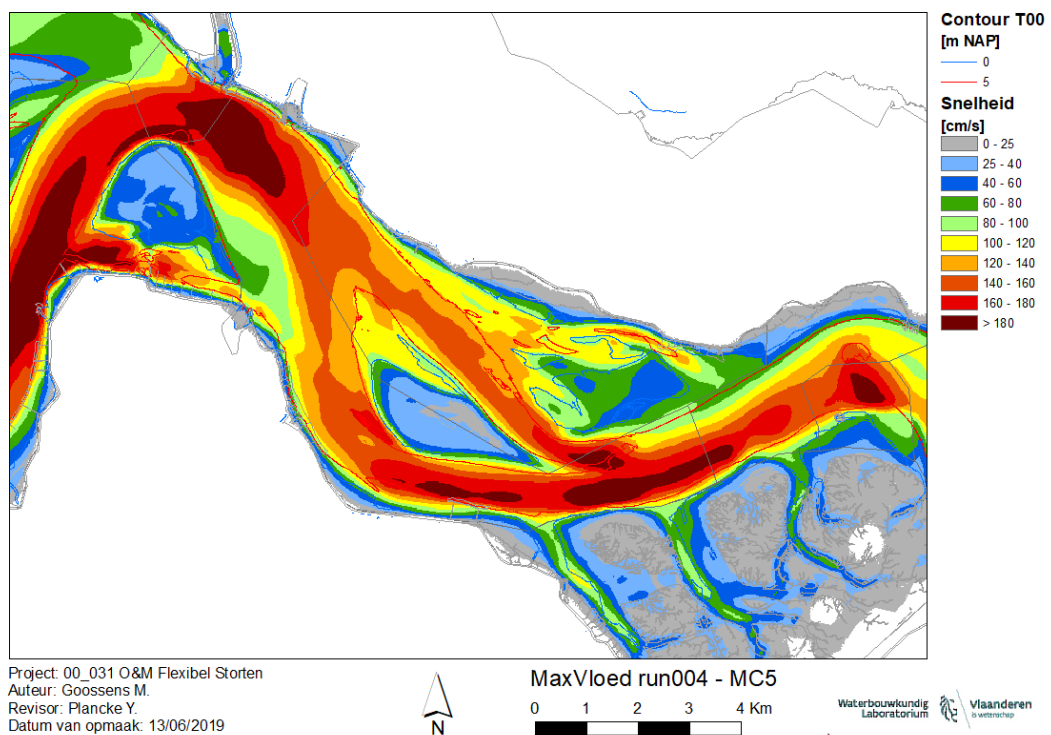 Contour T00
[m NAP]
0
5
Snelheid
[cm/s]
0 - 25
25 - 40
40 - 60
60 - 80
80 - 100
100 - 120
120 - 140
140 - 160
160 - 180
> 180
Project: 00_031 O&M Flexibel Storten
Auteur: Goossens M.
Revisor: Plancke Y.
Datum van opmaak: 13/06/2019
N
MaxVloed run004 - MC5
0 1 2 3 4 Km
Waterbouwkundig
Laboratorium
Vlaanderen
is wetenschap